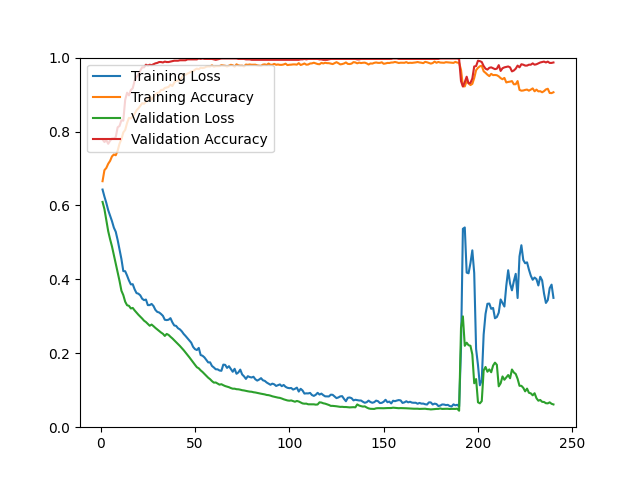 1.0
0.8
0.6
0.4
0.2
0.0
Training Loss
Training Accuracy
Validation Loss
Validation Accuracy
0 50 100 150 200 250